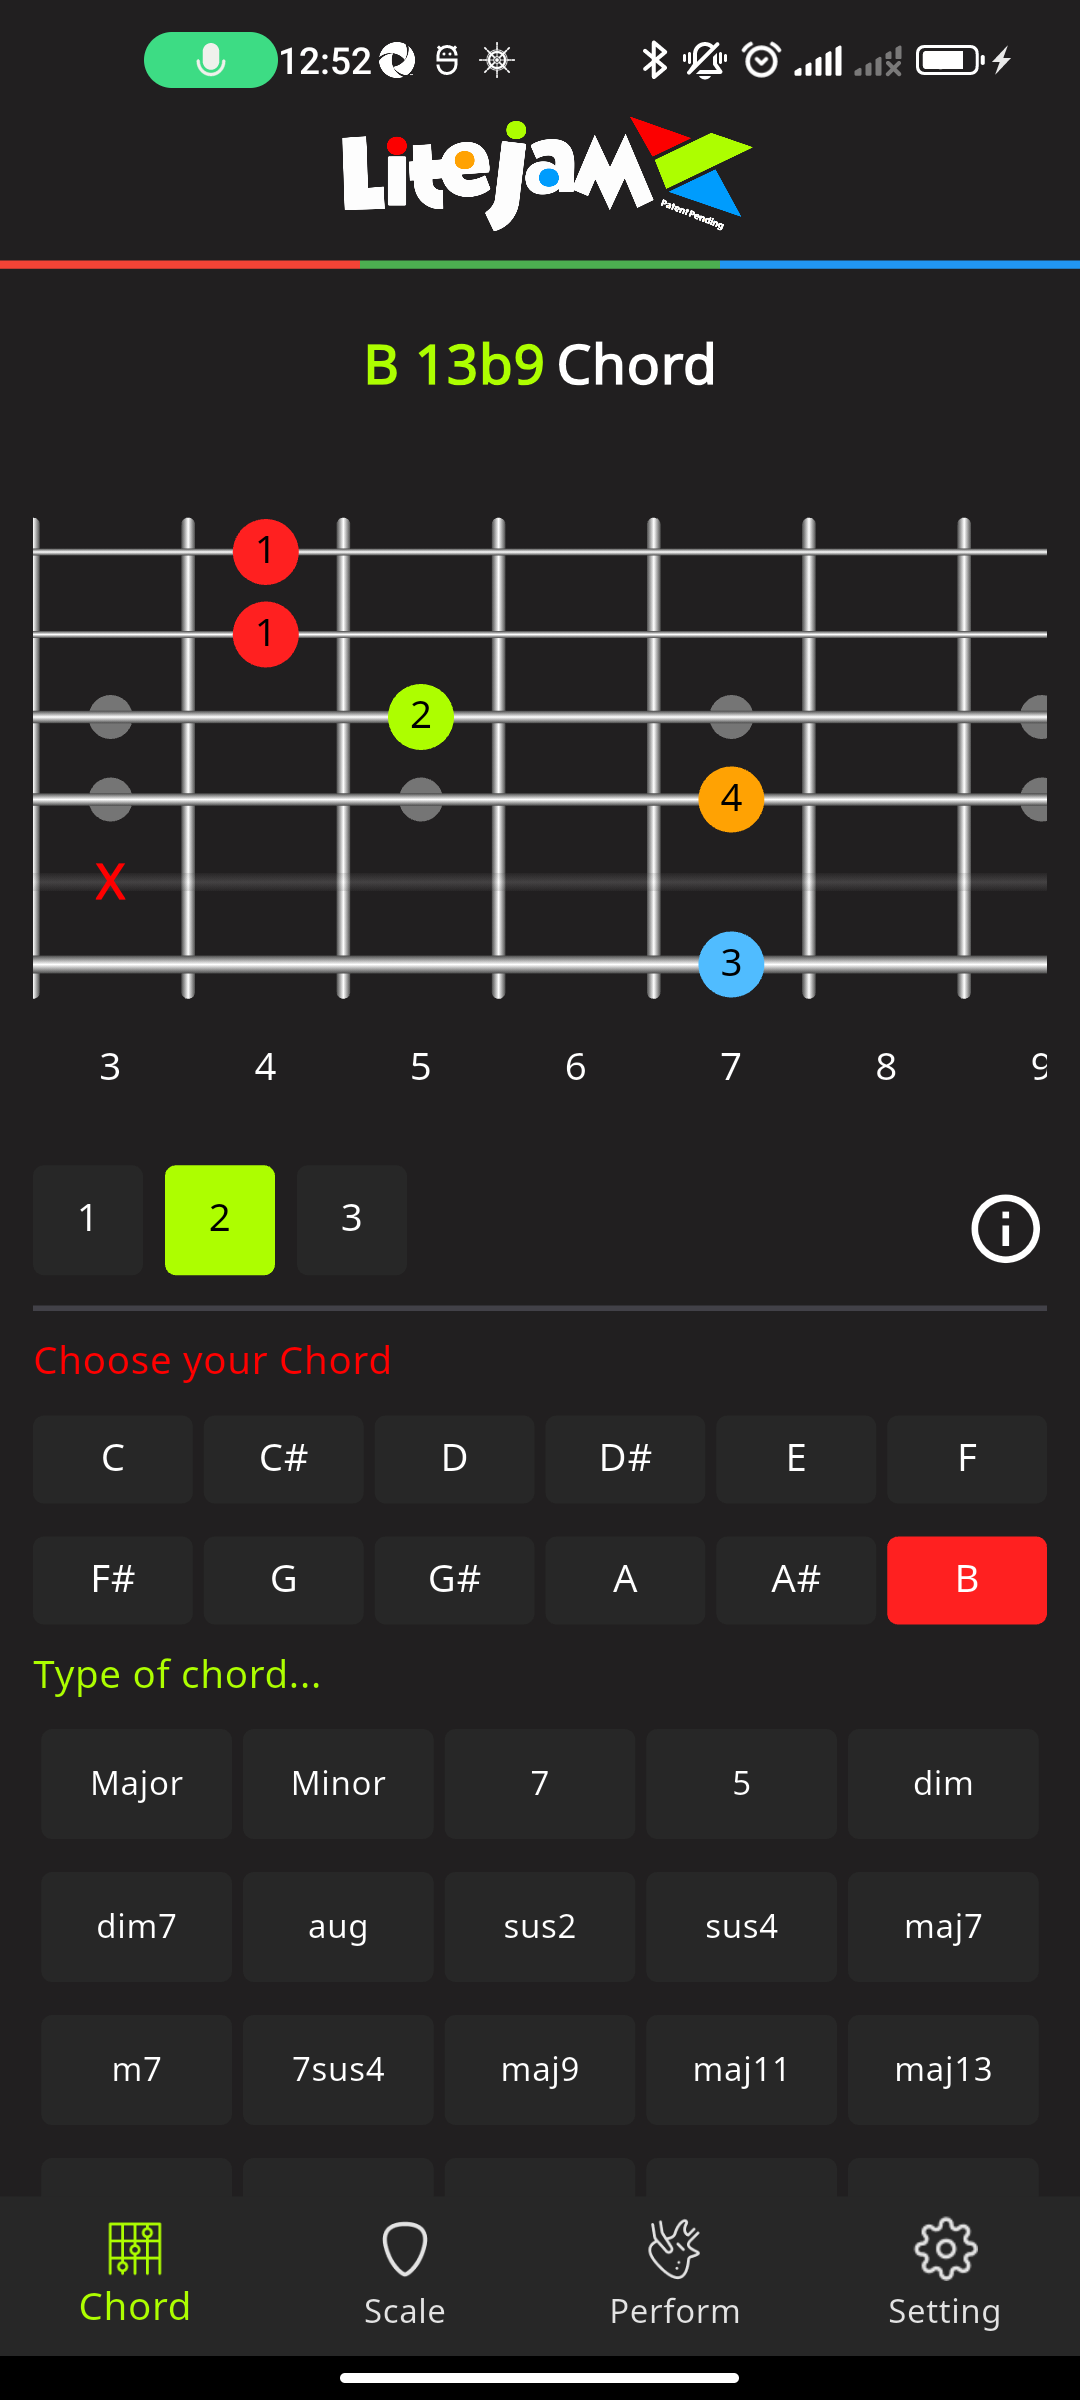 12:52
Litejam
Patent Pending
B 13b9 Chord
1
1
2
4
X
3
3 4 5 6 7 8 9
1 2 3
Choose your Chord
C C# D D# E F
F# G G# A A# B
Type of chord...
Major Minor 7 5 dim
dim7 aug sus2 sus4 maj7
m7 7sus4 maj9 maj11 maj13
Chord Scale Perform Setting